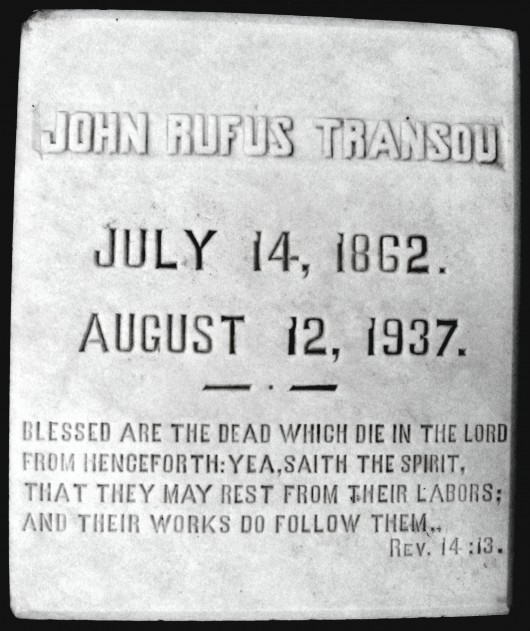 JOHN RUFUS TRANSOU
JULY 14, 1862.
AUGUST 12, 1937.
BLESSED ARE THE DEAD WHICH DIE IN THE LORD
FROM HENCEFORTH: YEA, SAITH THE SPIRIT,
THAT THEY MAY REST FROM THEIR LABORS;
AND THEIR WORKS DO FOLLOW THEM,.
REV. 14:13.